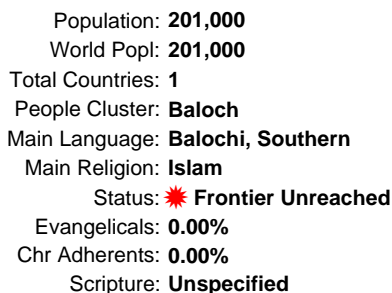 Population: 201,000
World Popl: 201,000
Total Countries: 1
People Cluster: Baloch
Main Language: Balochi, Southern
Main Religion: Islam
Status: Frontier Unreached
Evangelicals: 0.00%
Chr Adherents: 0.00%
Scripture: Unspecified